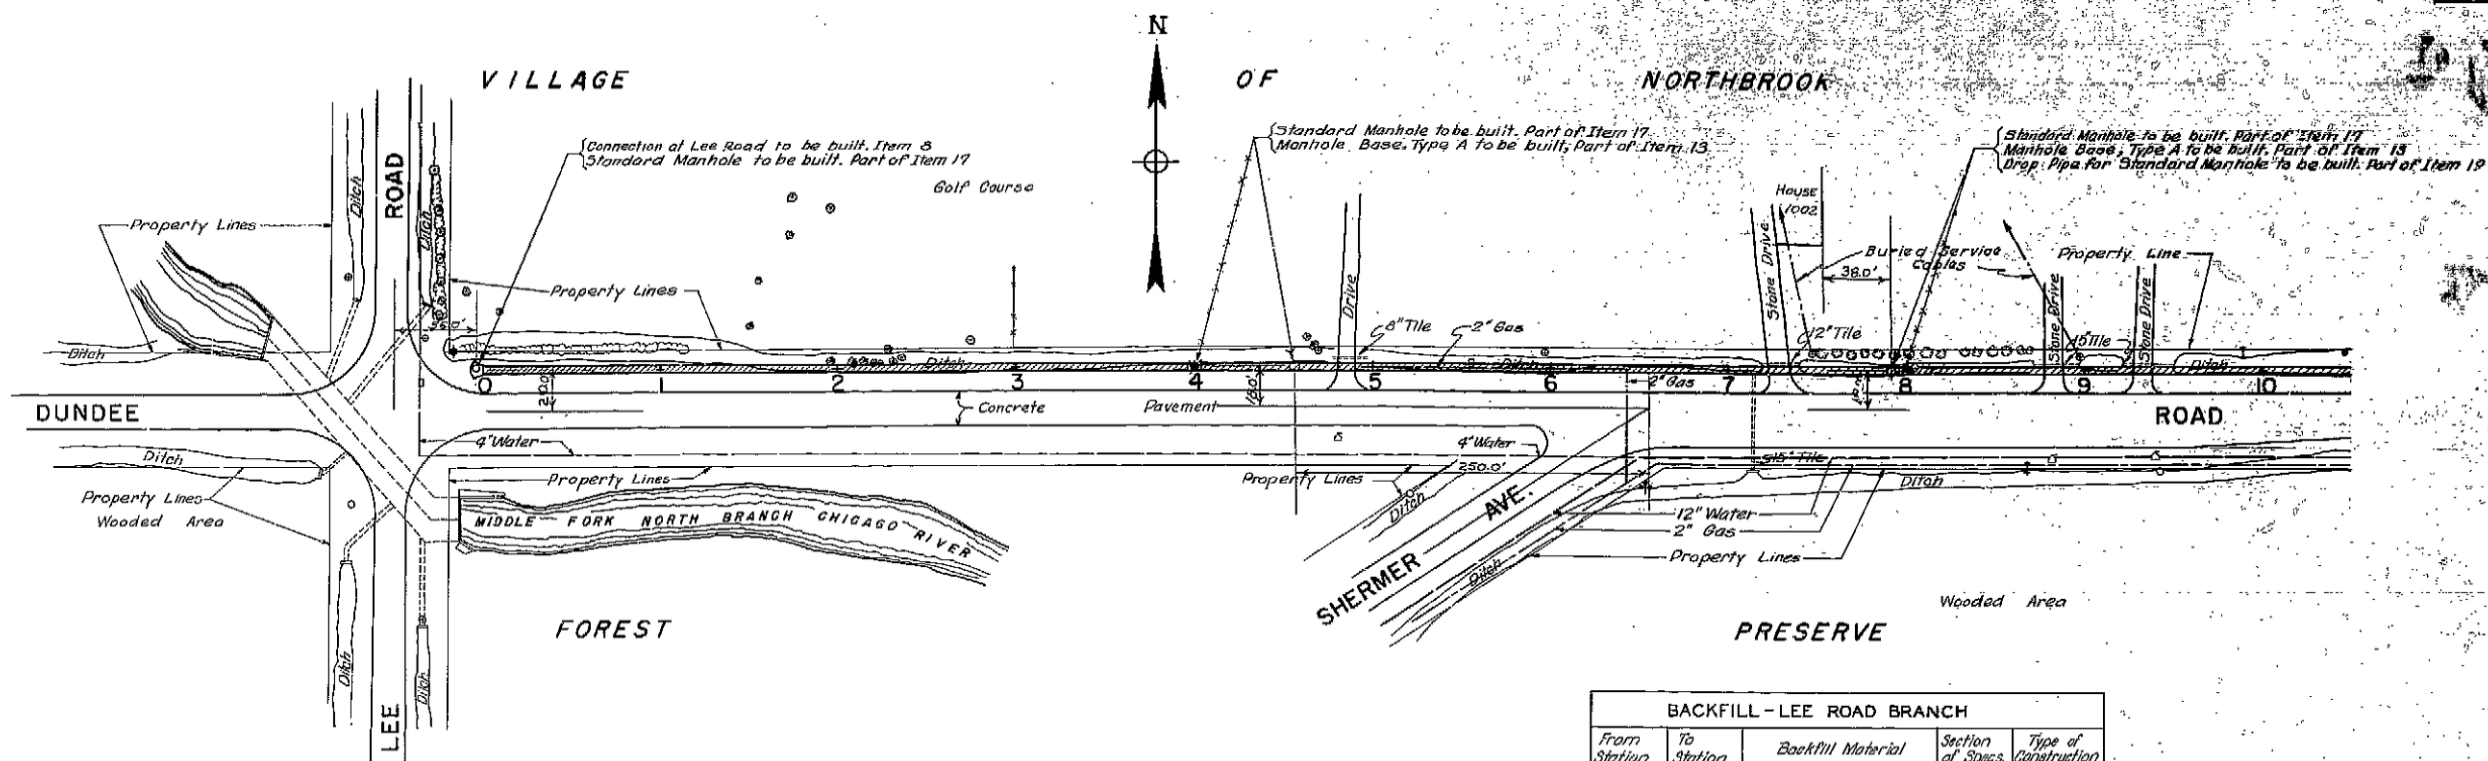 N
VILLAGE OF NORTHBROOK
Connection at Lee Road to be built. Item 8
Standard Manhole to be built. Part of Item 17
Standard Manhole to be built. Part of Item 17
Manhole Base, Type A to be built, Part of Item 13
Standard Manhole to be built. Part of Item 17
Manhole Base, Type A to be built. Part of Item 13
Drop Pipe for Standard Manhole to be built. Part of Item 19
Golf Course
House
1002
ROAD
Ditch
Ditch
Property Lines
Property Lines
Stone Drive
Buried Service
Cables
Property Line
38.0'
Drive
Stone Drive
Stone Drive
8" Tile
2" Gas
12" Tile
15" Tile
Ditch
Ditch
Ditch
Ditch
0 1 2 3 4 5 6 7 8 9 10
2" Gas
DUNDEE
Concrete Pavement
ROAD
4" Water
4" Water
Ditch
Property Lines
Wooded Area
Property Lines
Property Lines
250.0'
15" Tile
Ditch
Ditch
MIDDLE FORK NORTH BRANCH CHICAGO RIVER
SHERMER AVE.
12" Water
2" Gas
Property Lines
Ditch
Wooded Area
FOREST PRESERVE
Ditch
Ditch
LEE
BACKFILL-LEE ROAD BRANCH
From Station
To Station
Backfill Material
Section of Specs.
Type of Construction